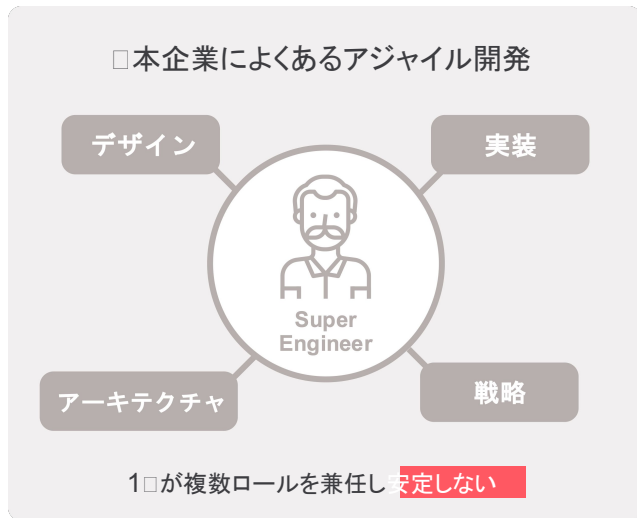 □本企業によくあるアジャイル開発
デザイン
実装
Super
Engineer
アーキテクチャ
戦略
1□が複数ロールを兼任し安定しない